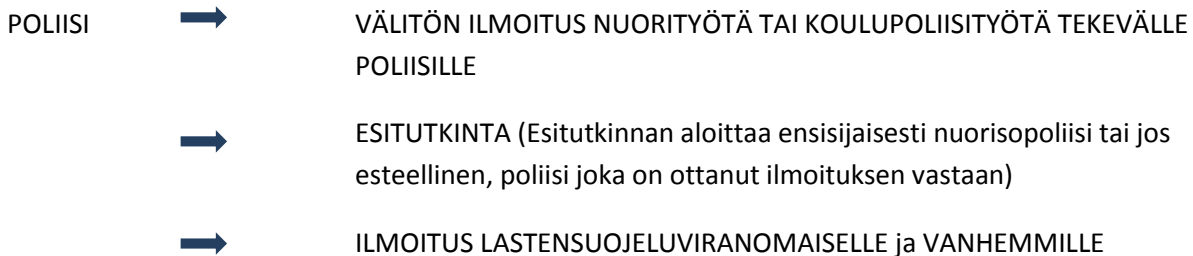 POLIISI VÄLITÖN ILMOITUS NUORITYÖTÄ TAI KOULUPOLIISITYÖTÄ TEKEVÄLLE
POLIISILLE
ESITUTKINTA (Esitutkinnan aloittaa ensisijaisesti nuorisopoliisi tai jos
esteellinen, poliisi joka on ottanut ilmoituksen vastaan)
ILMOITUS LASTENSUOJELUVIRANOMAISELLE ja VANHEMMILLE